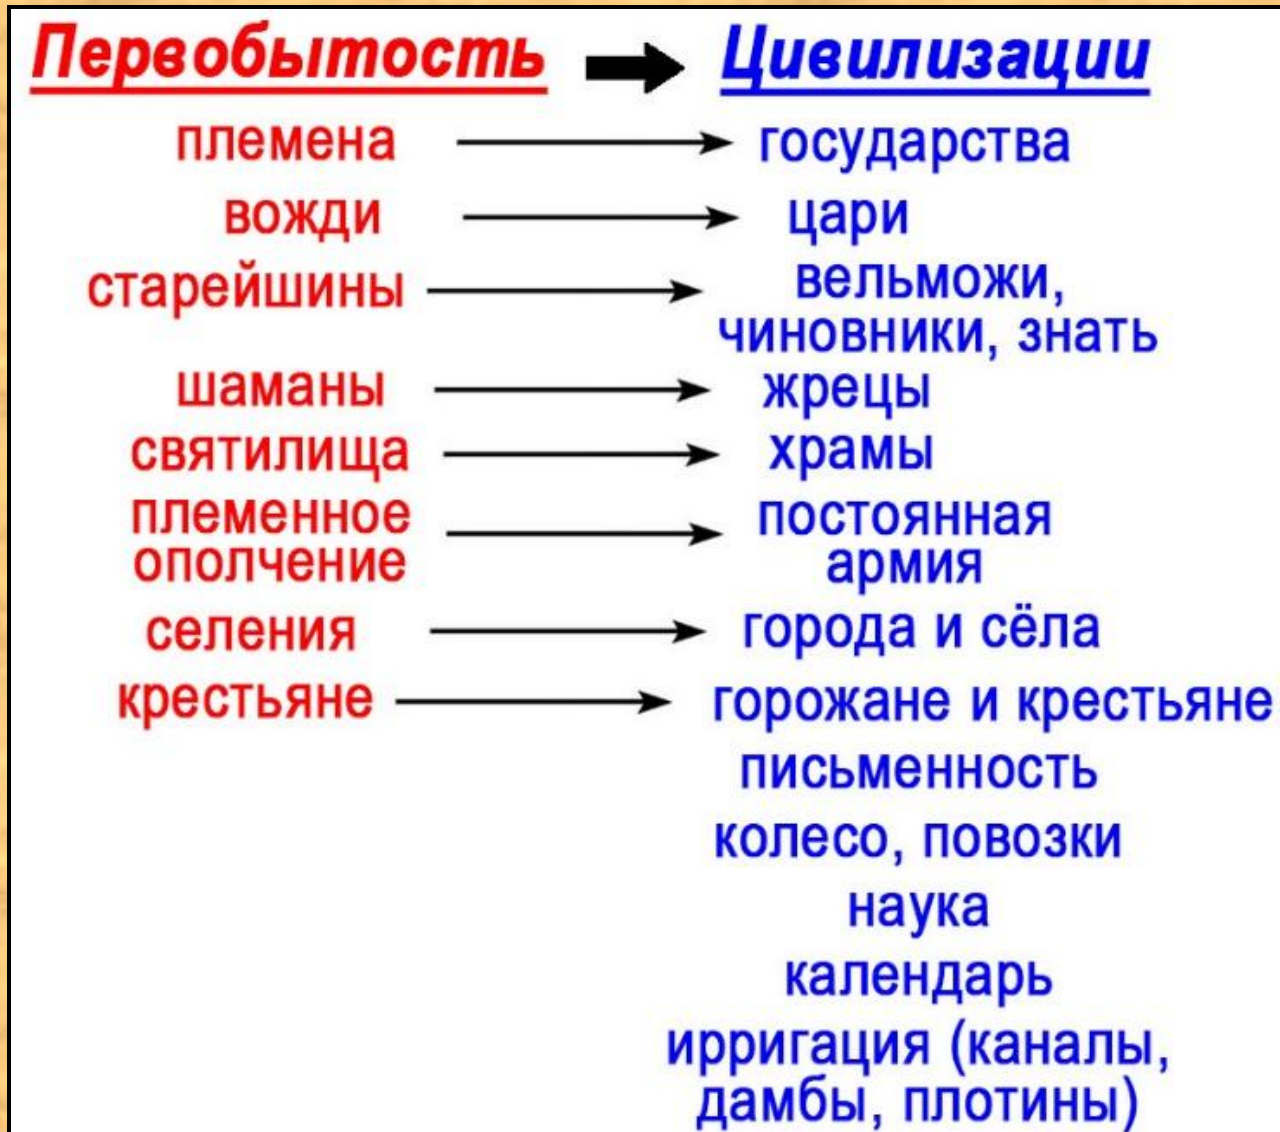 Первобытость Цивилизации
племена государства
вожди цари
старейшины вельможи,
чиновники, знать
шаманы жрецы
святилища храмы
племенное постоянная
ополчение армия
селения города и сёла
крестьяне горожане и крестьяне
письменность
колесо, повозки
наука
календарь
ирригация (каналы,
дамбы, плотины)